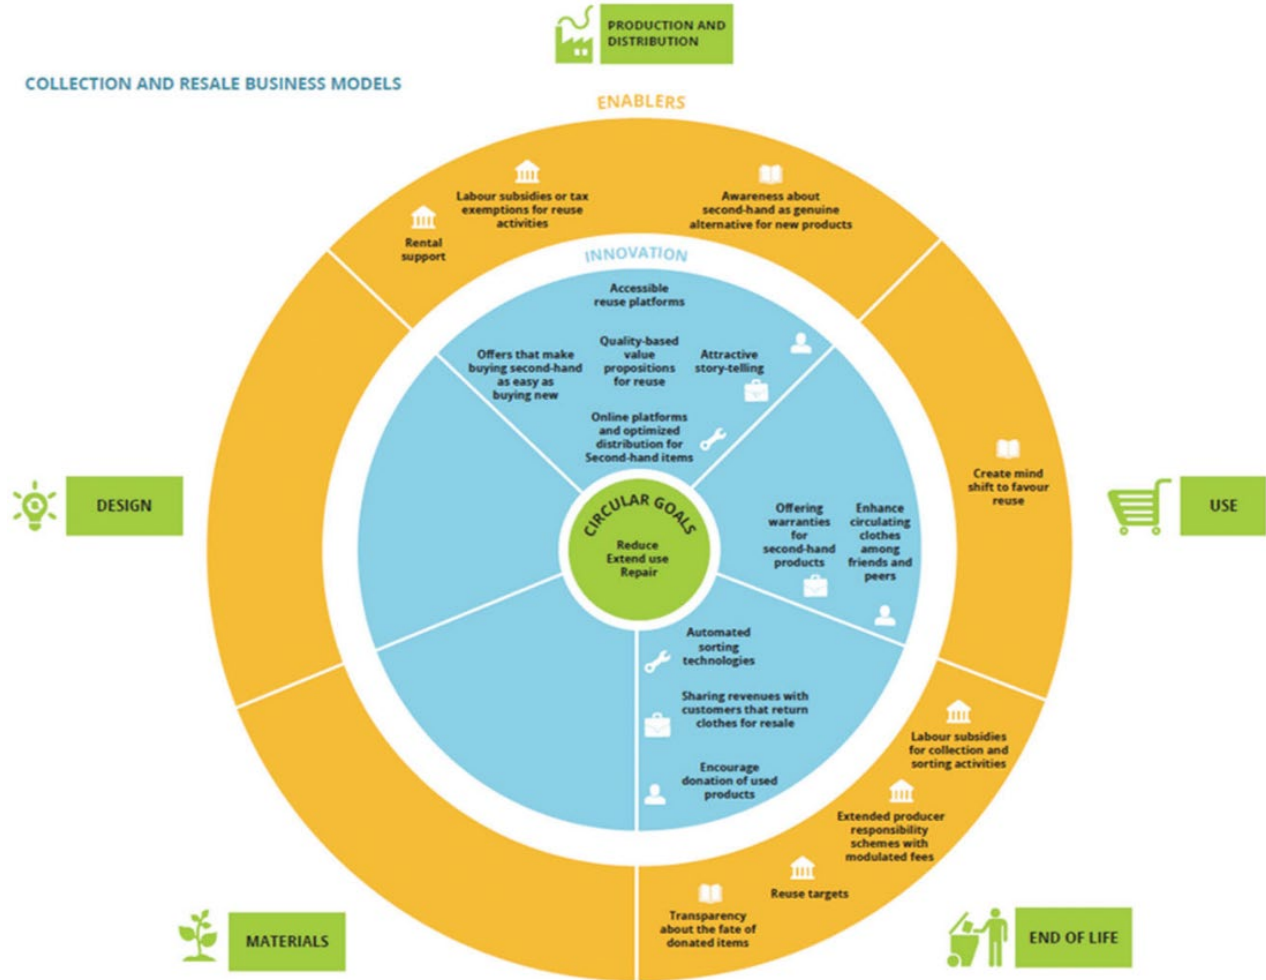 PRODUCTION AND
DISTRIBUTION
COLLECTION AND RESALE BUSINESS MODELS
ENABLERS
Labour subsidies or tax
exemptions for reuse
activities
Rental
support
Awareness about
second-hand as genuine
alternative for new products
INNOVATION
Accessible
reuse platforms
Offers that make
buying second-hand
as easy as
buying new
Quality-based
value
propositions
for reuse
Attractive
story-telling
Online platforms
and optimized
distribution for
Second-hand items
Create mind
shift to favour
reuse
DESIGN
USE
CIRCULAR GOALS
Reduce
Extend use
Repair
Offering
warranties
for
second-hand
products
Enhance
circulating
clothes
among
friends and
peers
Automated
sorting
technologies
Sharing revenues with
customers that return
clothes for resale
Encourage
donation of used
products
Labour subsidies
for collection and
sorting activities
Extended producer
responsibility
schemes with
modulated fees
Reuse targets
Transparency
about the fate of
donated items
MATERIALS
END OF LIFE